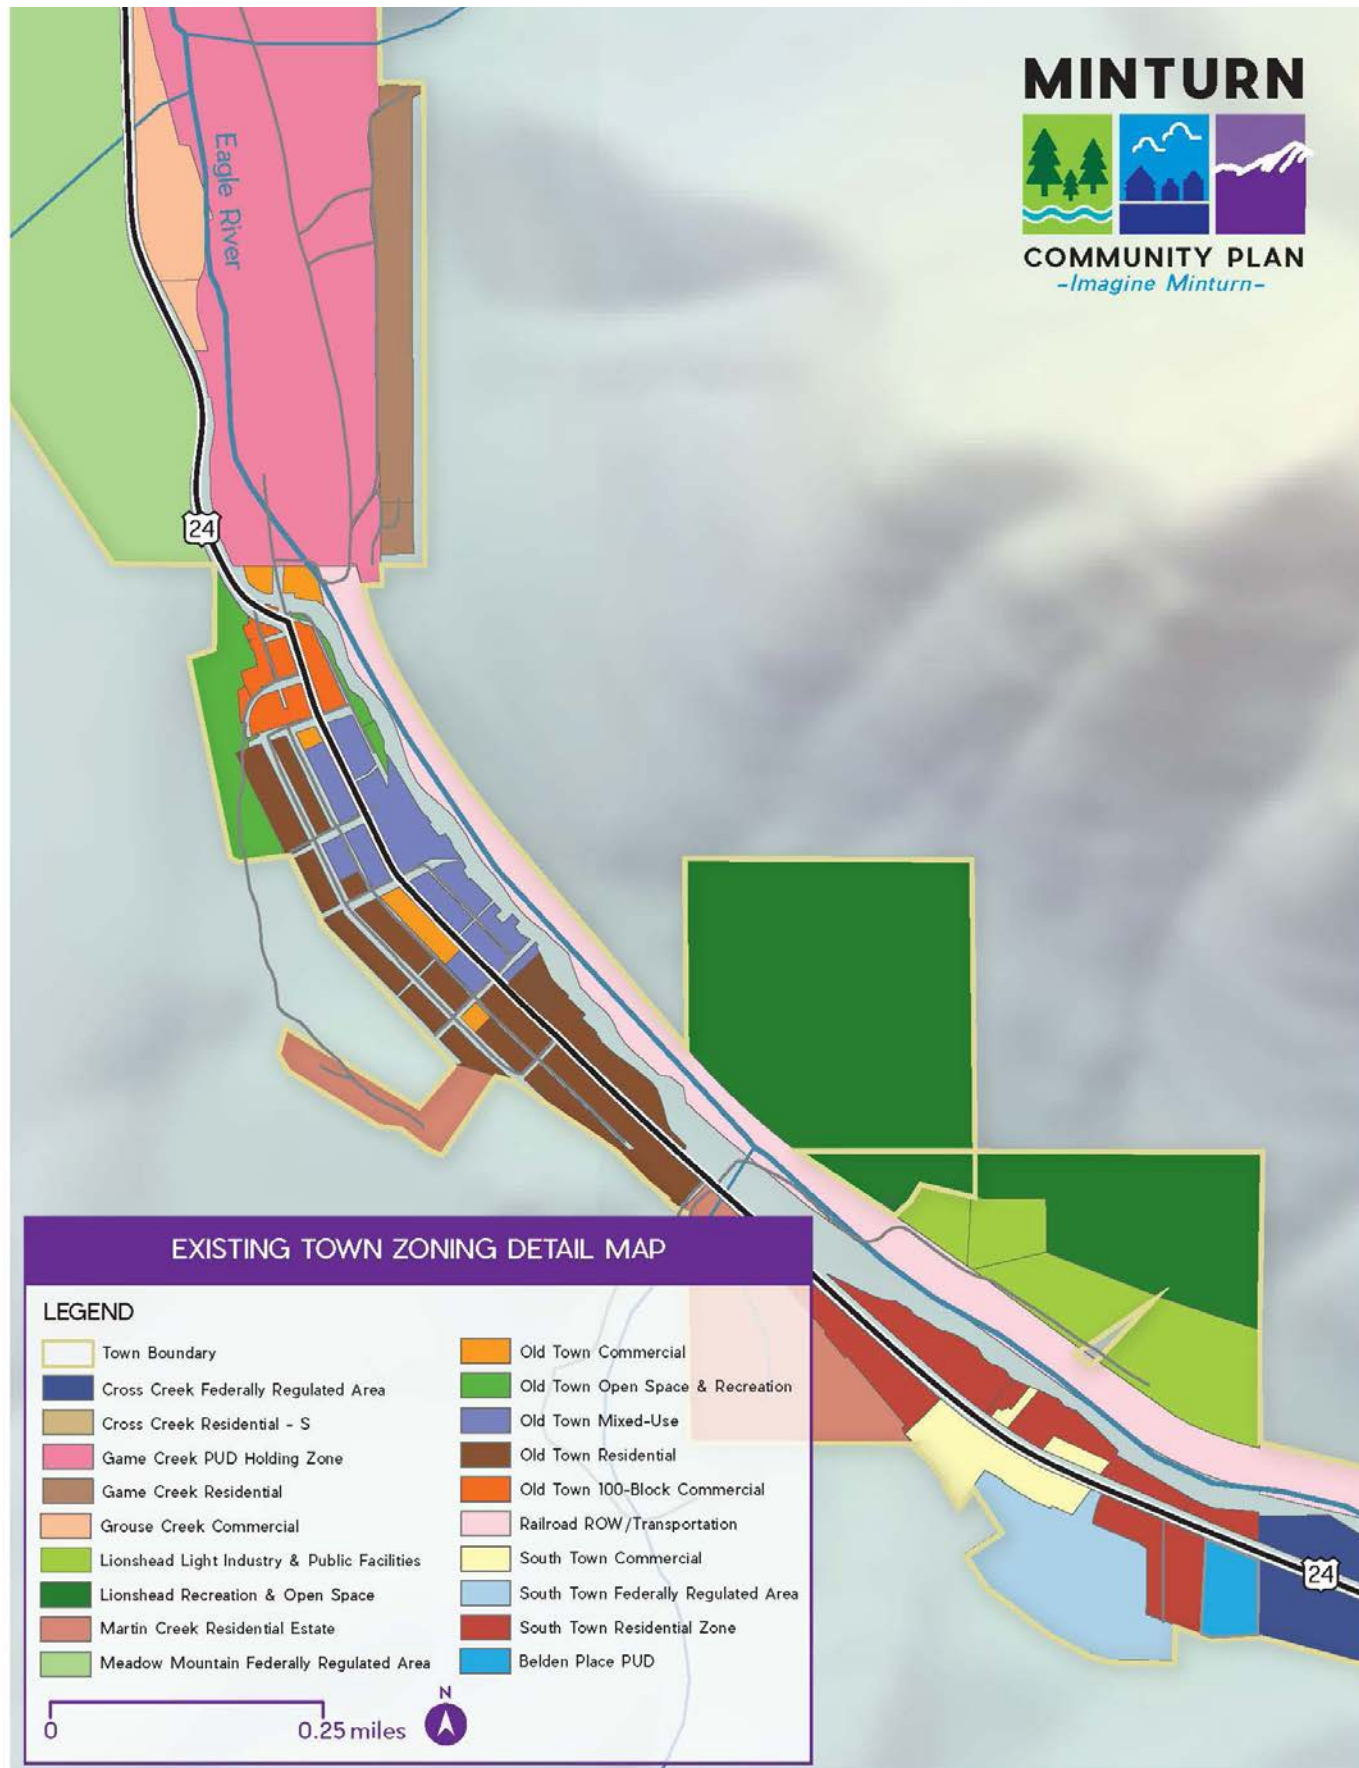 MINTURN
COMMUNITY PLAN
-Imagine Minturn-
Eagle River
24
EXISTING TOWN ZONING DETAIL MAP
LEGEND
Town Boundary
Cross Creek Federally Regulated Area
Cross Creek Residential - S
Game Creek PUD Holding Zone
Game Creek Residential
Grouse Creek Commercial
Lionshead Light Industry & Public Facilities
Lionshead Recreation & Open Space
Martin Creek Residential Estate
Meadow Mountain Federally Regulated Area
Old Town Commercial
Old Town Open Space & Recreation
Old Town Mixed-Use
Old Town Residential
Old Town 100-Block Commercial
Railroad ROW/Transportation
South Town Commercial
South Town Federally Regulated Area
South Town Residential Zone
Belden Place PUD
24
N
0 0.25 miles